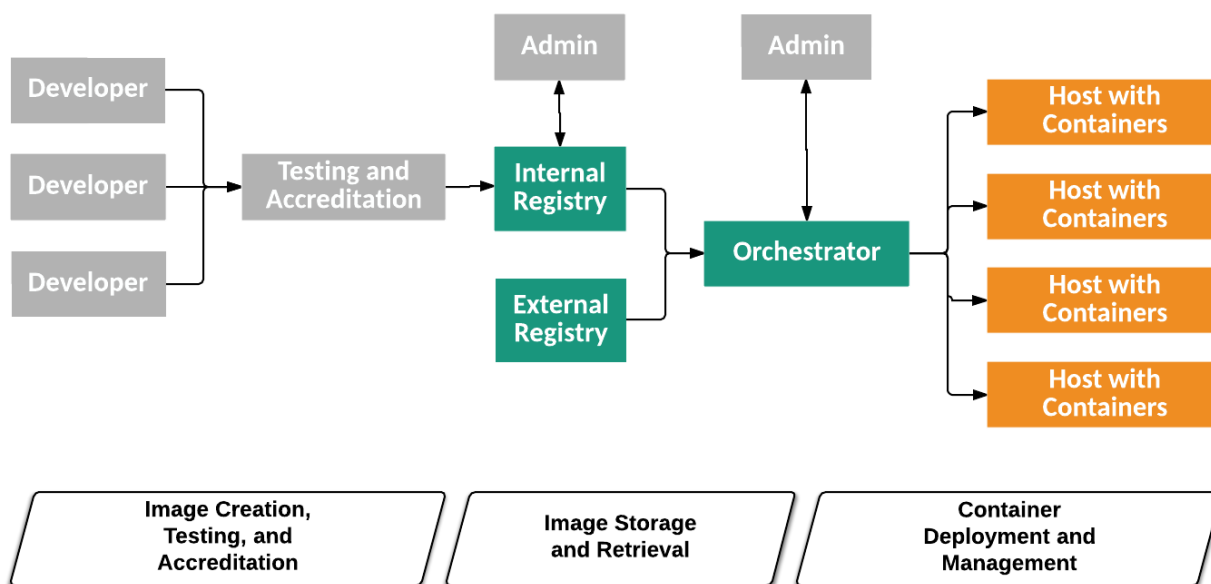 Admin
Admin
Developer
Developer
Developer
Testing and
Accreditation
Internal
Registry
External
Registry
Orchestrator
Host with
Containers
Host with
Containers
Host with
Containers
Host with
Containers
Image Creation,
Testing, and
Accreditation
Image Storage
and Retrieval
Container
Deployment and
Management